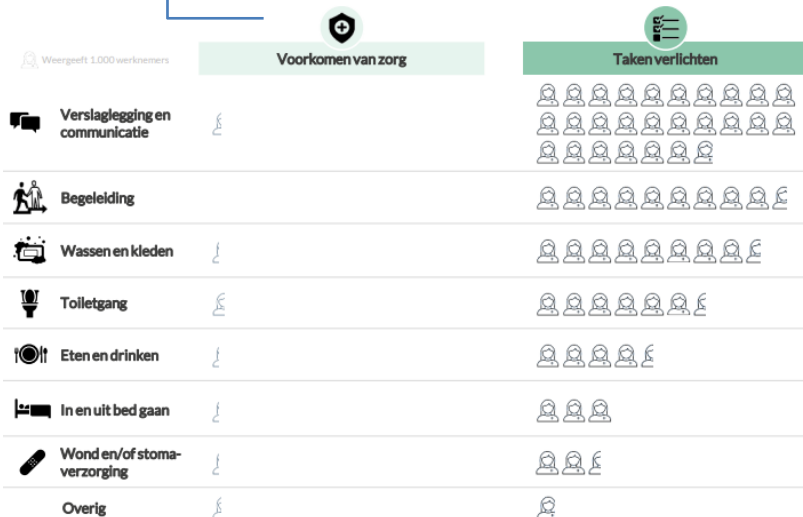 Weergeeft 1.000 werknemers
Voorkomen van zorg
Taken verlichten
Verslaglegging en
communicatie
Begeleiding
Wassen en kleden
Toiletgang
Eten en drinken
In en uit bed gaan
Wond en/of stoma-
verzorging
Overig